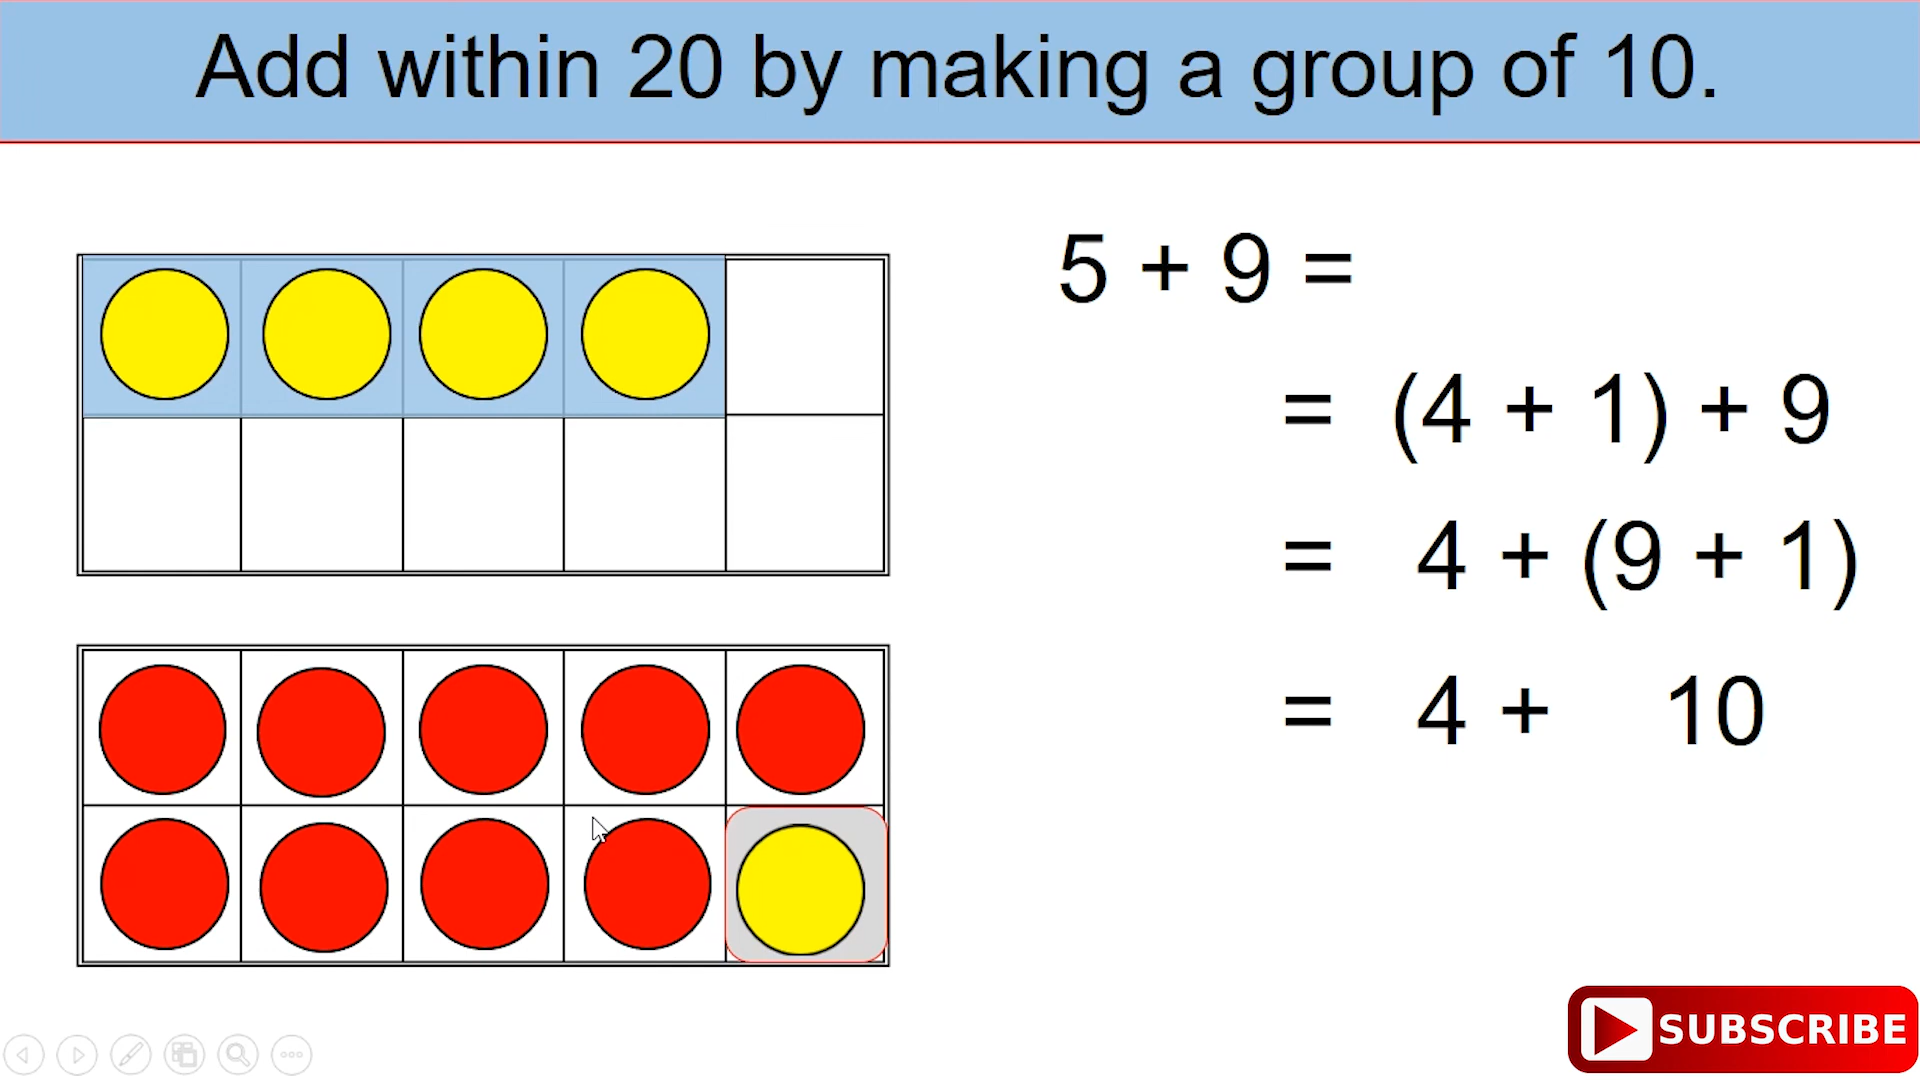 Add within 20 by making a group of 10.
5 + 9 =
= (4 + 1) + 9
= 4 + (9 + 1)
= 4 + 10
SUBSCRIBE